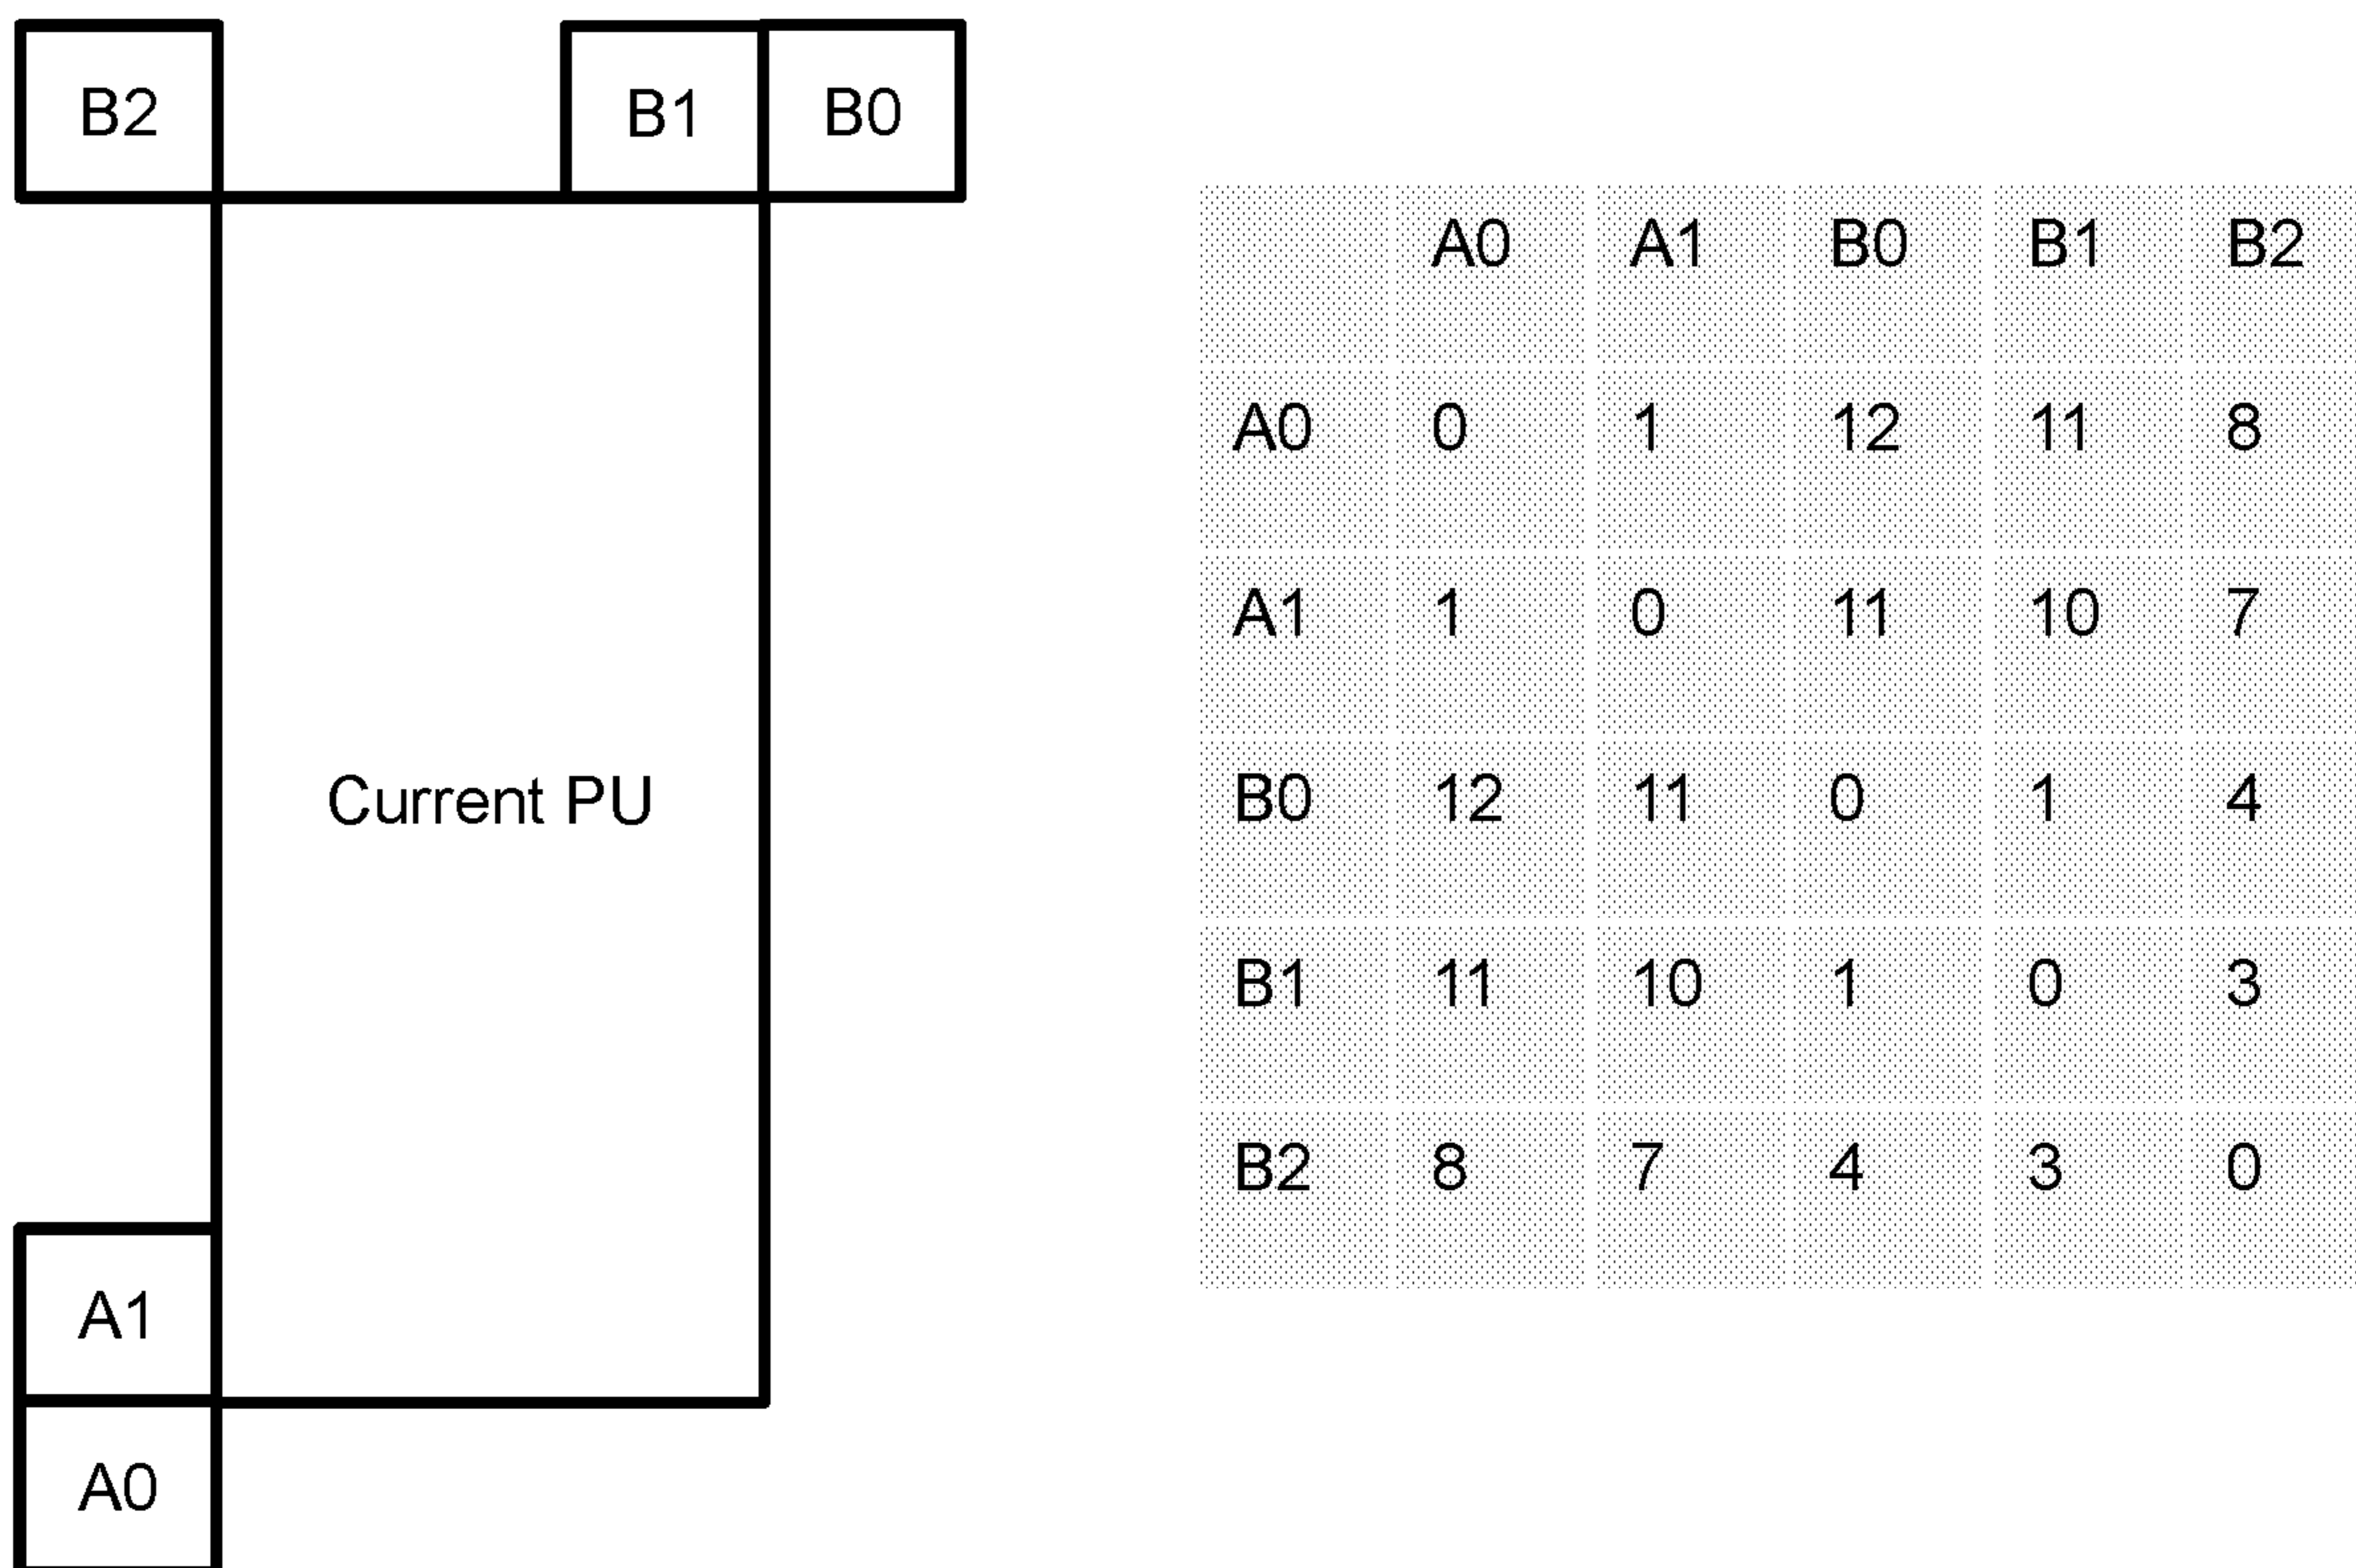 B2 B1 B0
Current PU
A1
A0
A0 A1 B0 B1 B2
A0 0 1 12 11 8
A1 1 0 11 10 7
B0 12 11 0 1 4
B1 11 10 1 0 3
B2 8 7 4 3 0